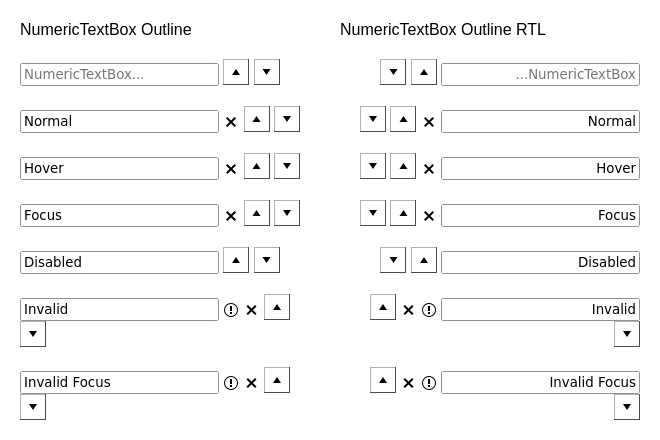 NumericTextBox Outline
NumericTextBox Outline RTL
NumericTextBox...
...NumericTextBox
Normal
Normal
Hover
Hover
Focus
Focus
Disabled
Disabled
Invalid
Invalid
Invalid Focus
Invalid Focus